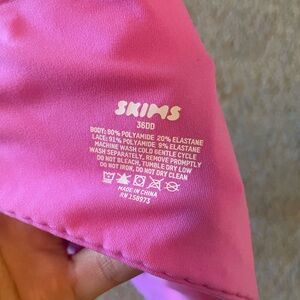 SKIMS
36DD
BODY: 80% POLYAMIDE 20% ELASTANE
LACE: 91% POLYAMIDE 9% ELASTANE
MACHINE WASH COLD GENTLE CYCLE
WASH SEPARATELY, REMOVE PROMPTLY
DO NOT BLEACH, TUMBLE DRY LOW
DO NOT IRON, DO NOT DRY CLEAN
MADE IN CHINA
RN 158973